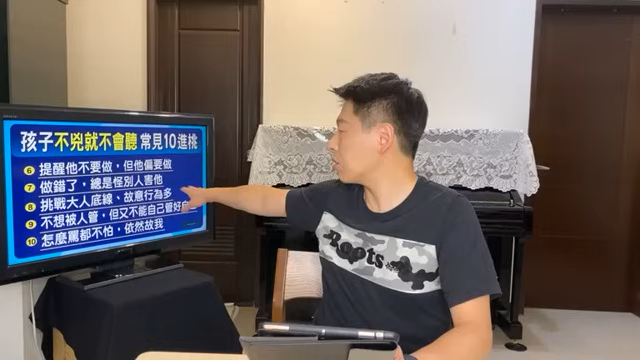 孩子不兇就不會聽 常見10進桃
6 提醒他不要做，但他偏要做
7 做錯了，總是怪別人害他
8 挑戰大人底線、故意行為多
9 不想被人管，但又不能自己管好自
10 怎麼罵都不怕，依然故我
Roots